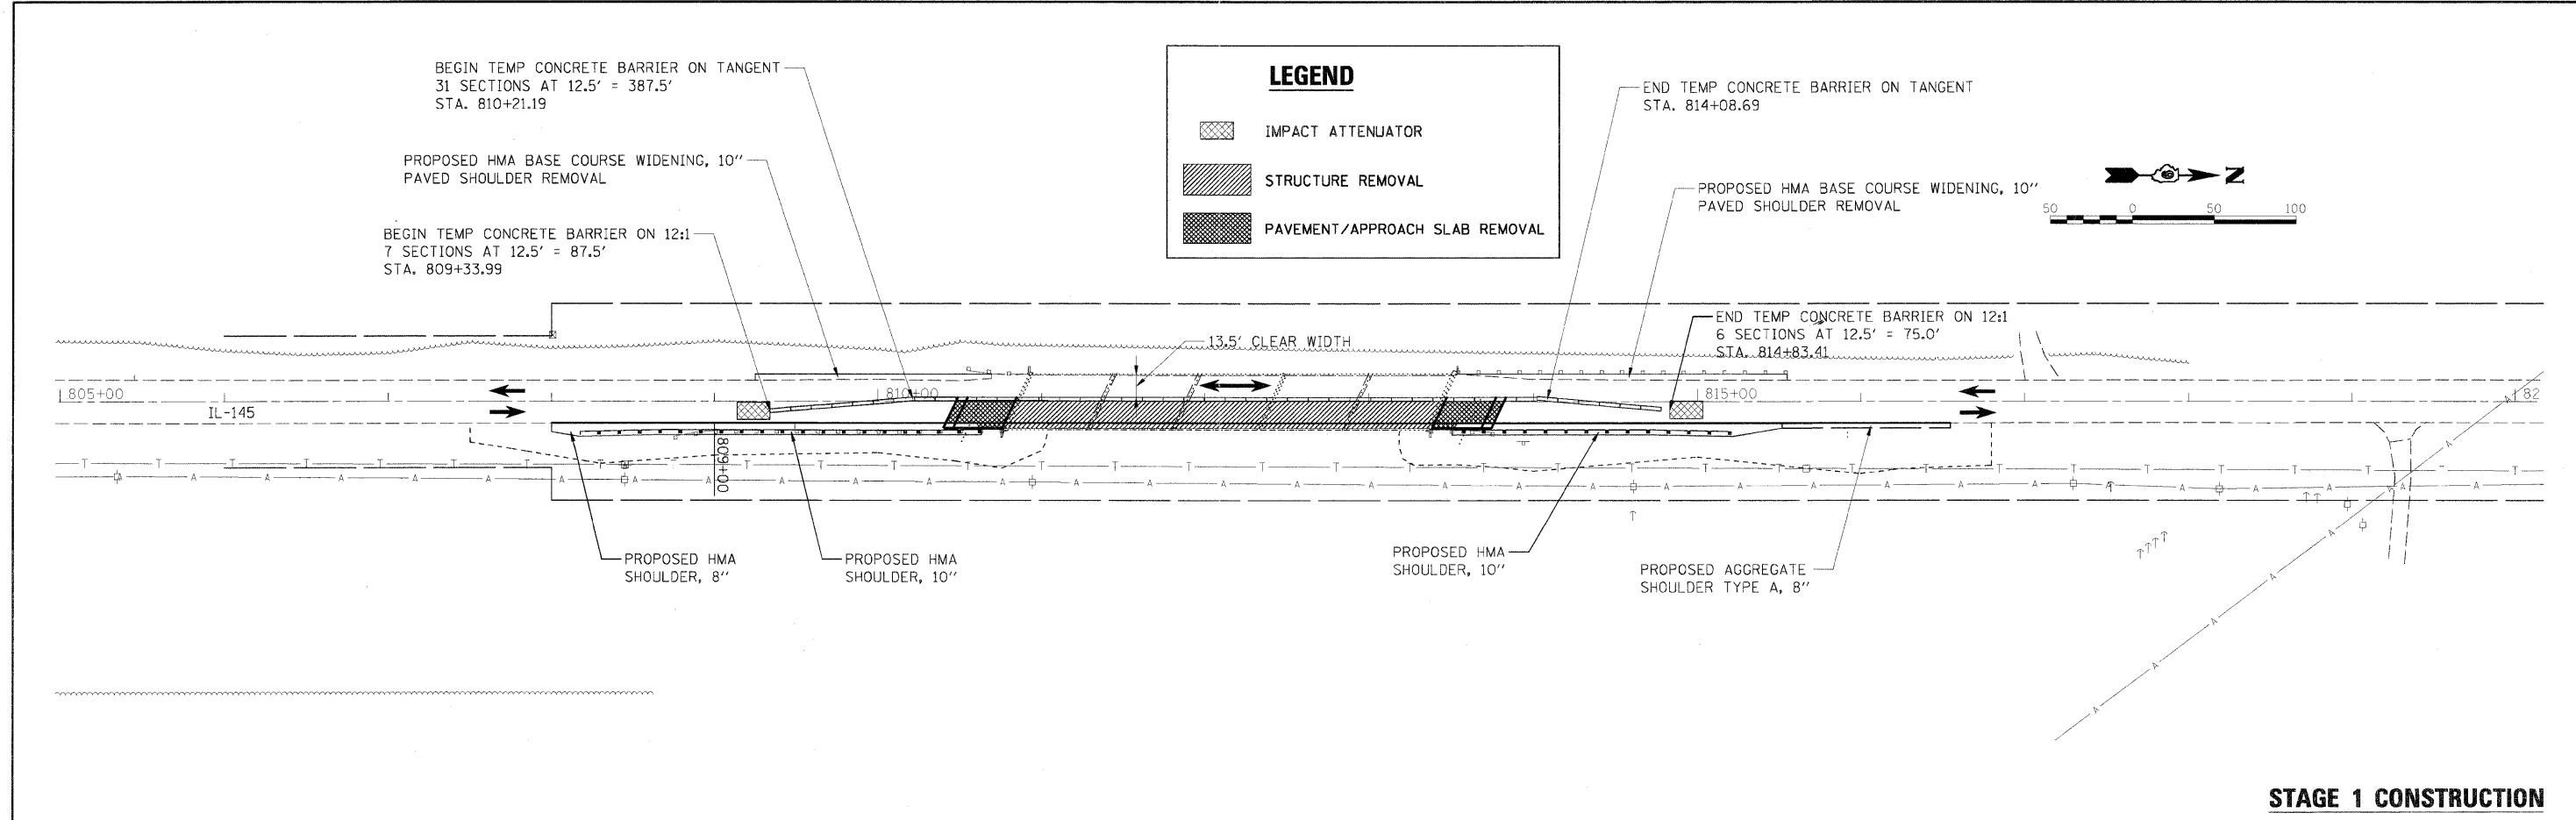 BEGIN TEMP CONCRETE BARRIER ON TANGENT
31 SECTIONS AT 12.5' = 387.5'
STA. 810+21.19
PROPOSED HMA BASE COURSE WIDENING, 10"
PAVED SHOULDER REMOVAL
BEGIN TEMP CONCRETE BARRIER ON 12:1
7 SECTIONS AT 12.5' = 87.5'
STA. 809+33.99
LEGEND
IMPACT ATTENUATOR
STRUCTURE REMOVAL
PAVEMENT/APPROACH SLAB REMOVAL
END TEMP CONCRETE BARRIER ON TANGENT
STA. 814+08.69
PROPOSED HMA BASE COURSE WIDENING, 10"
PAVED SHOULDER REMOVAL
N
50 0 50 100
END TEMP CONCRETE BARRIER ON 12:1
6 SECTIONS AT 12.5' = 75.0'
STA. 814+83.41
13.5' CLEAR WIDTH
805+00
810+00
815+00
82
IL-145
809+00
PROPOSED HMA
SHOULDER, 8"
PROPOSED HMA
SHOULDER, 10"
PROPOSED HMA
SHOULDER, 10"
PROPOSED AGGREGATE
SHOULDER TYPE A, 8"
STAGE 1 CONSTRUCTION